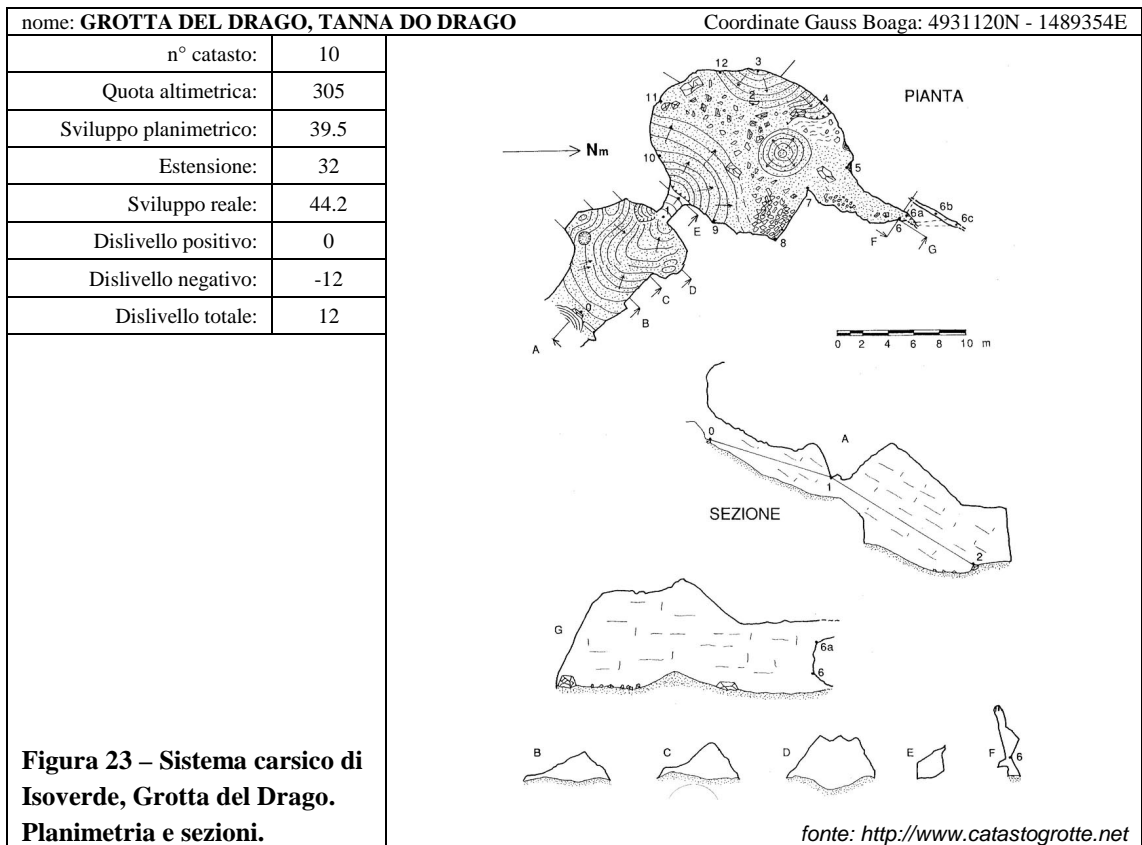 nome: GROTTA DEL DRAGO, TANNA DO DRAGO Coordinate Gauss Boaga: 4931120N - 1489354E
n° catasto: 10
Quota altimetrica: 305
Sviluppo planimetrico: 39.5
Estensione: 32
Sviluppo reale: 44.2
Dislivello positivo: 0
Dislivello negativo: -12
Dislivello totale: 12
PIANTA
12 3
11 2 4
Nm
10 5
1 7 6a 6b 6c
E 9 8 F 6 G
D
C
0 B
A
0 2 4 6 8 10 m
0 A
1
SEZIONE
2
G
6a
6
B C D E F 6
Figura 23 – Sistema carsico di
Isoverde, Grotta del Drago.
Planimetria e sezioni.
fonte: http://www.catastogrotte.net